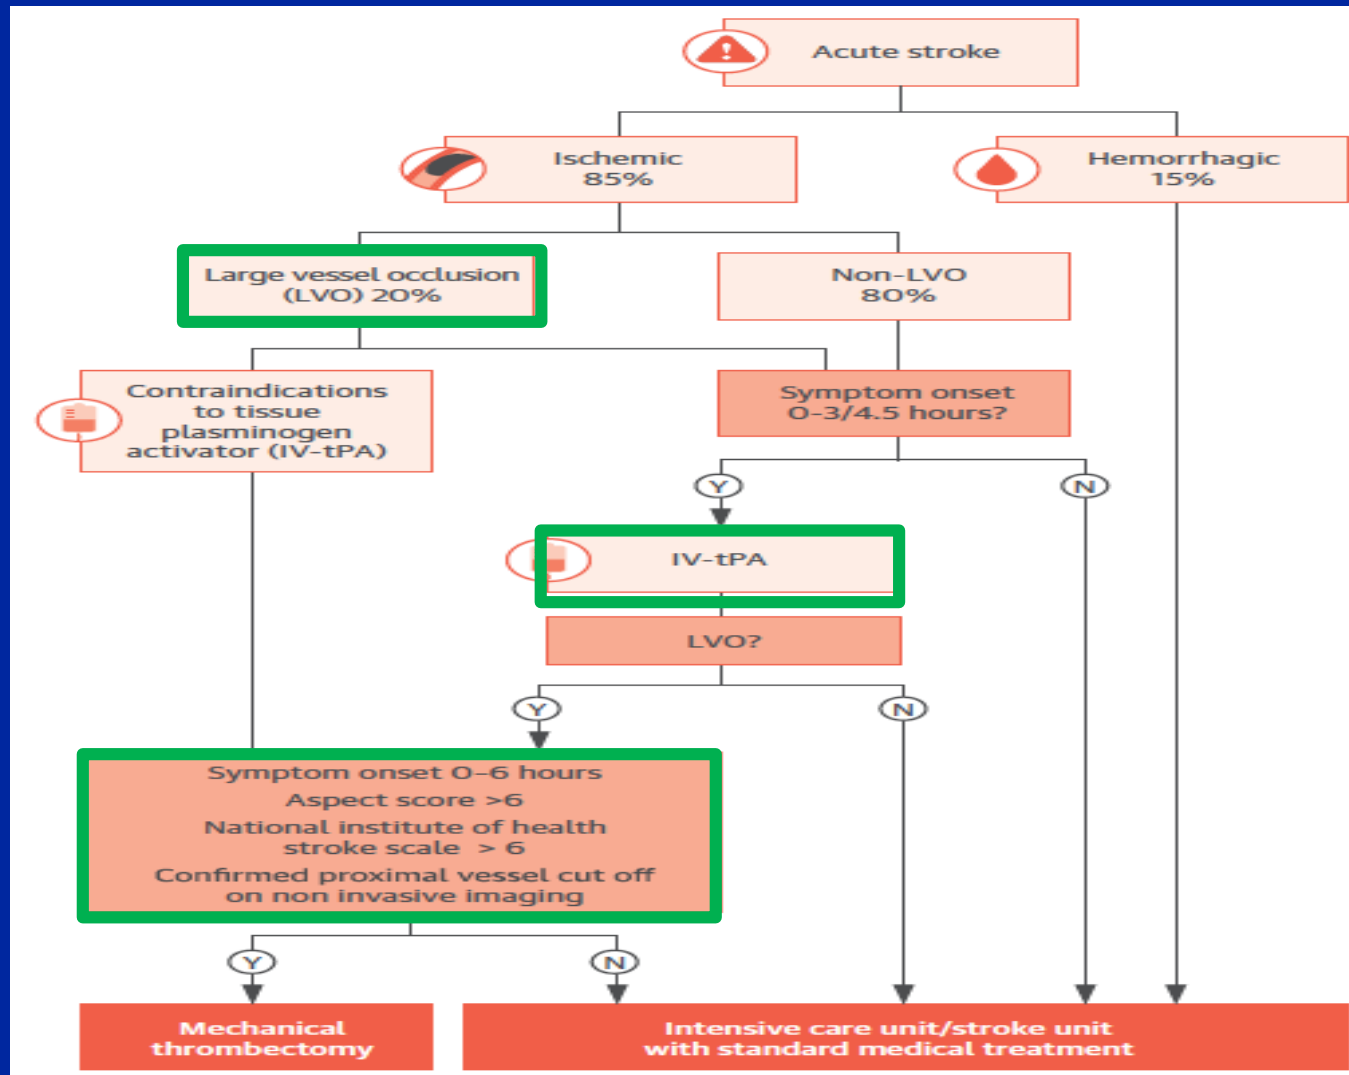 Acute stroke
Ischemic
85%
Hemorrhagic
15%
Large vessel occlusion
(LVO) 20%
Non-LVO
80%
Contraindications
to tissue
plasminogen
activator (IV-tPA)
Symptom onset
0-3/4.5 hours?
Y
N
IV-tPA
LVO?
Y
N
Symptom onset 0-6 hours
Aspect score >6
National institute of health
stroke scale > 6
Confirmed proximal vessel cut off
on non invasive imaging
Y
N
Mechanical
thrombectomy
Intensive care unit/stroke unit
with standard medical treatment